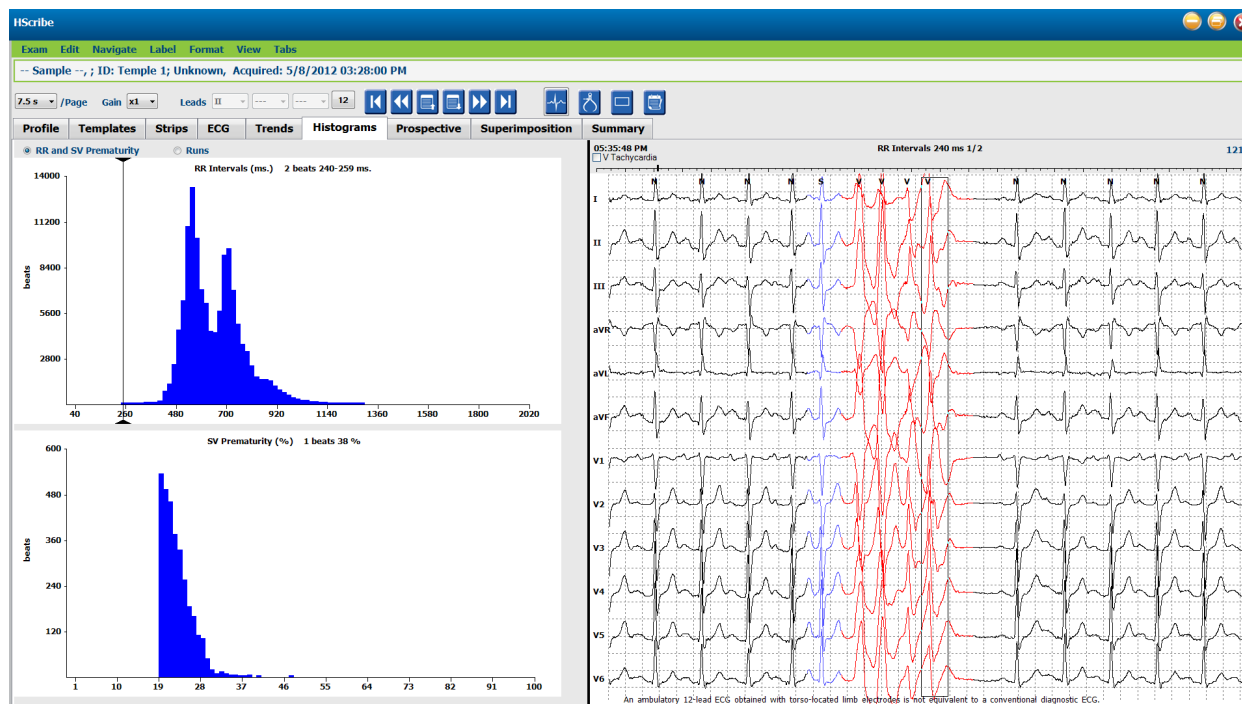 HScribe
Exam Edit Navigate Label Format View Tabs
-- Sample --, ; ID: Temple 1; Unknown, Acquired: 5/8/2012 03:28:00 PM
7.5 s /Page Gain x1 Leads II --- --- 12
Profile Templates Strips ECG Trends Histograms Prospective Superimposition Summary
RR and SV Prematurity Runs
RR Intervals (ms.) 2 beats 240-259 ms.
14000
11200
8400
5600
2800
beats
40 260 480 700 920 1140 1360 1580 1800 2020
SV Prematurity (%) 1 beats 38 %
600
480
360
240
120
beats
1 10 19 28 37 46 55 64 73 82 91 100
05:35:48 PM RR Intervals 240 ms 1/2 121
V Tachycardia
N N N N S V V V V N N N N N
I
II
III
aVR
aVL
aVF
V1
V2
V3
V4
V5
V6
An ambulatory 12-lead ECG obtained with torso-located limb electrodes is not equivalent to a conventional diagnostic ECG.